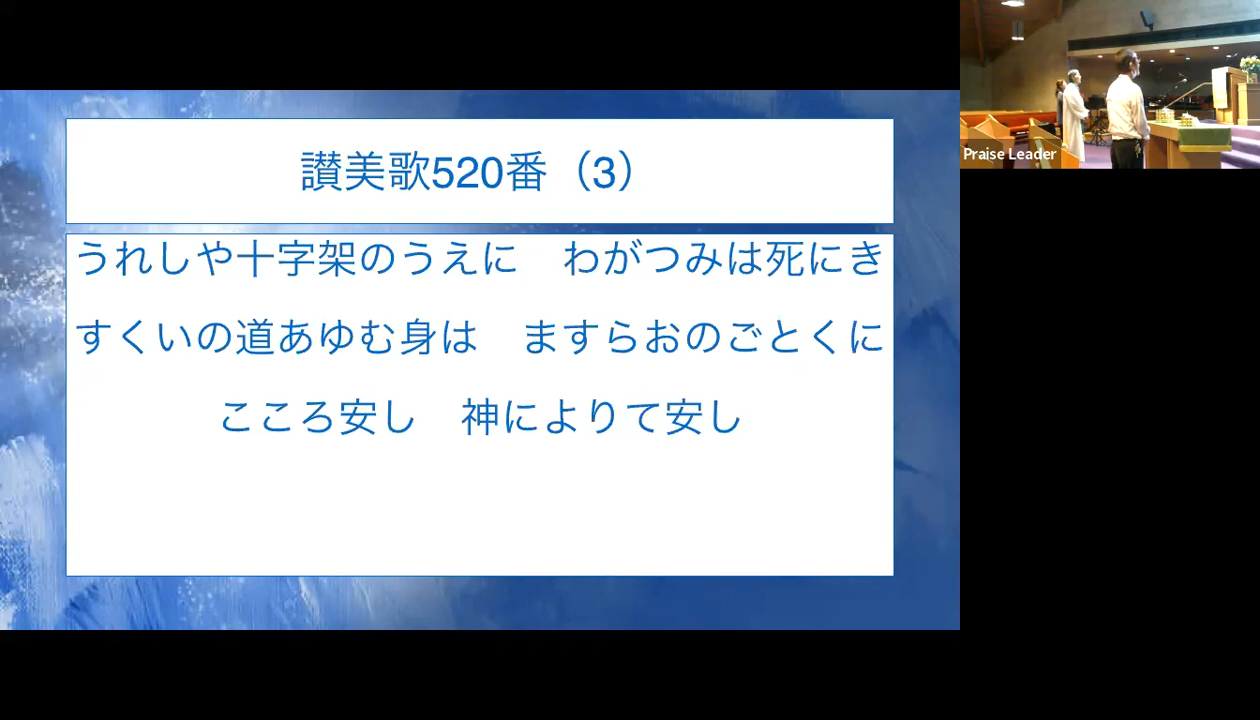 讃美歌520番（3）
うれしや十字架のうえに　わがつみは死にき
すくいの道あゆむ身は　ますらおのごとくに
こころ安し　神によりて安し
Praise Leader